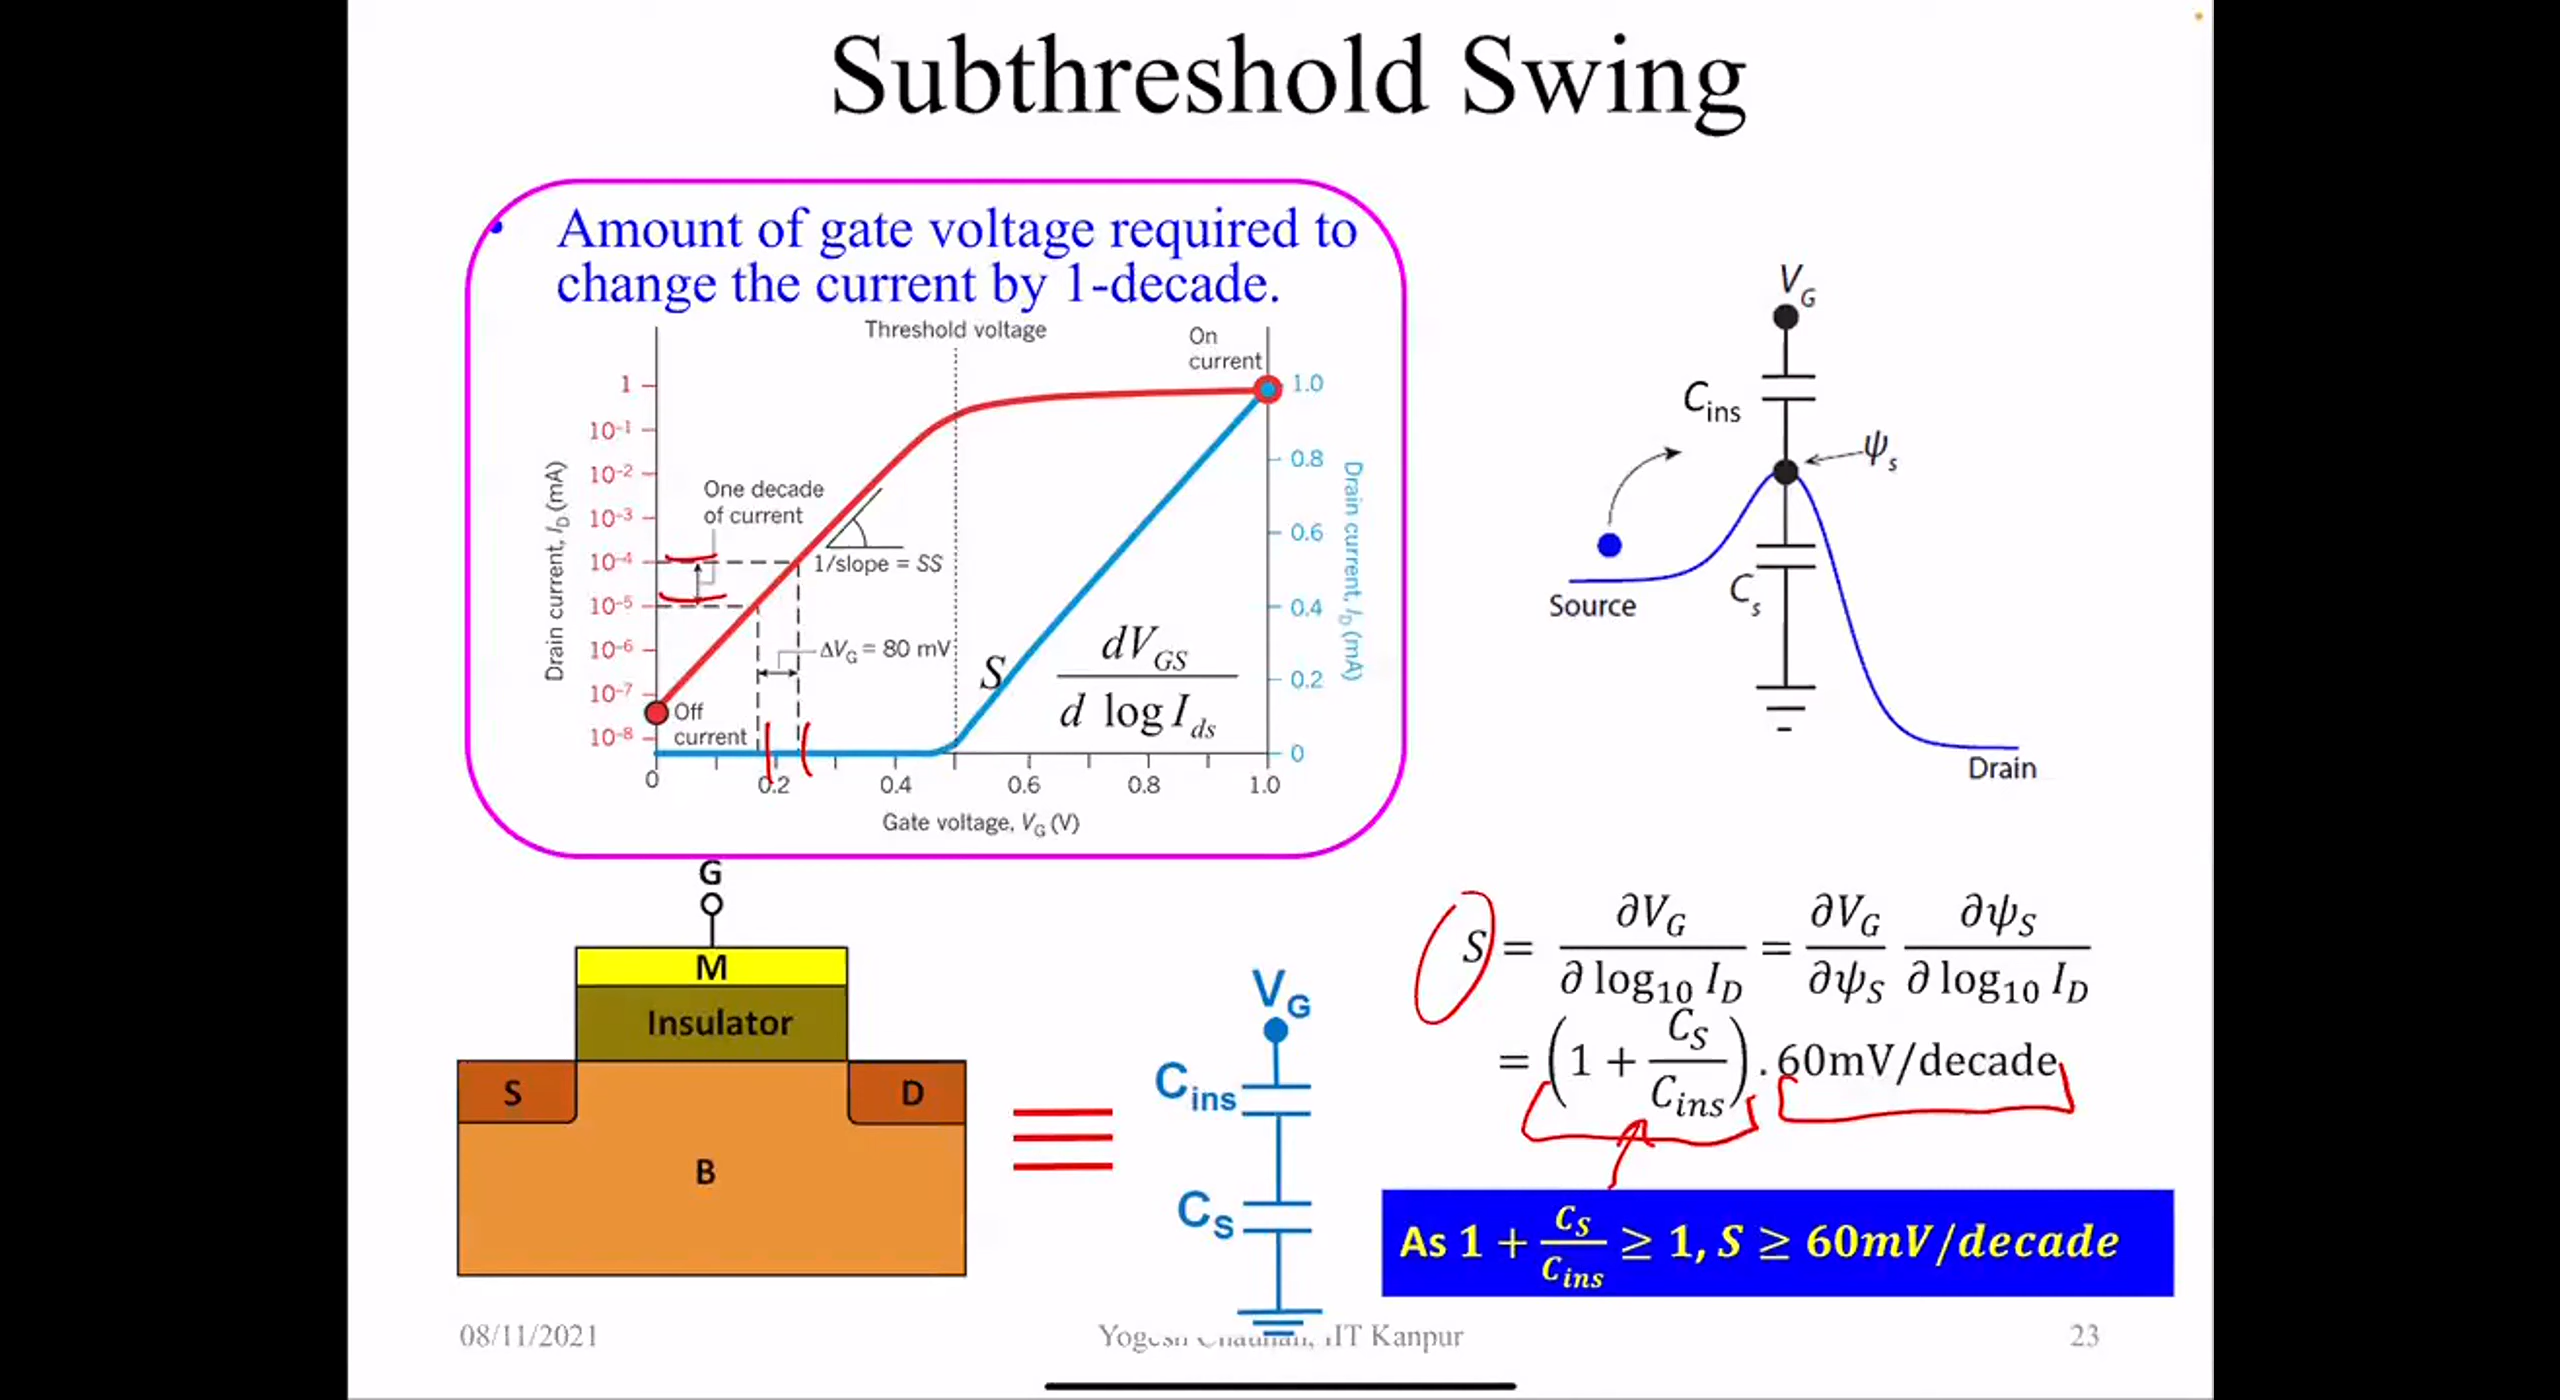 Subthreshold Swing
• Amount of gate voltage required to
change the current by 1-decade.
Threshold voltage
On
current
1
10⁻¹
10⁻²
10⁻³
10⁻⁴
10⁻⁵
10⁻⁶
10⁻⁷
10⁻⁸
Drain current, I_D (mA)
One decade
of current
1/slope = SS
ΔV_G = 80 mV
Off
current
S dV_GS / d log I_ds
1.0
0.8
0.6
0.4
0.2
0
Drain current, I_D (mA)
0 0.2 0.4 0.6 0.8 1.0
Gate voltage, V_G (V)
V_G
C_ins
ψ_s
C_s
Source
Drain
G
M
Insulator
S
D
B
V_G
C_ins
C_S
S = ∂V_G / ∂ log₁₀ I_D = ∂V_G / ∂ψ_S ∂ψ_S / ∂ log₁₀ I_D
= (1 + C_S / C_ins) . 60mV/decade
As 1 + C_S / C_ins ≥ 1, S ≥ 60mV/decade
08/11/2021
Kanpur
23